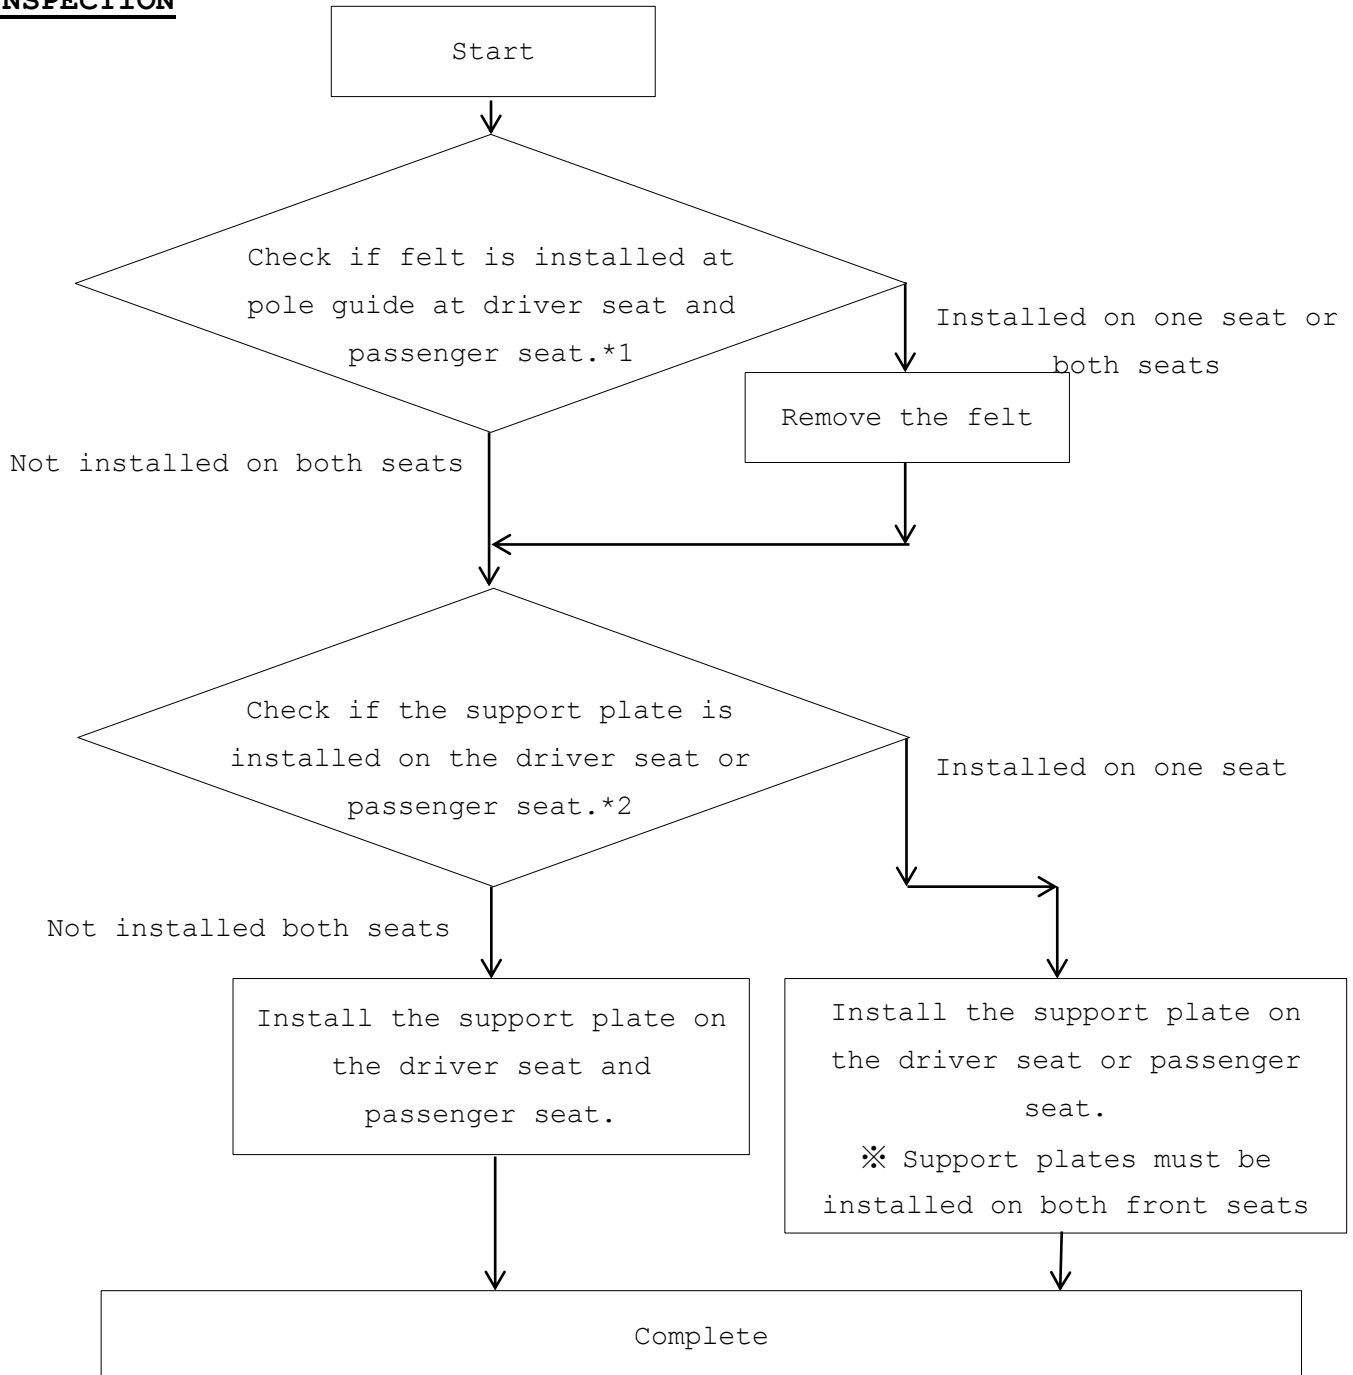 NSPECTION
Start
Check if felt is installed at
pole guide at driver seat and
passenger seat.*1
Installed on one seat or
both seats
Remove the felt
Not installed on both seats
Check if the support plate is
installed on the driver seat or
passenger seat.*2
Installed on one seat
Not installed both seats
Install the support plate on
the driver seat and
passenger seat.
Install the support plate on
the driver seat or passenger
seat.
※ Support plates must be
installed on both front seats
Complete